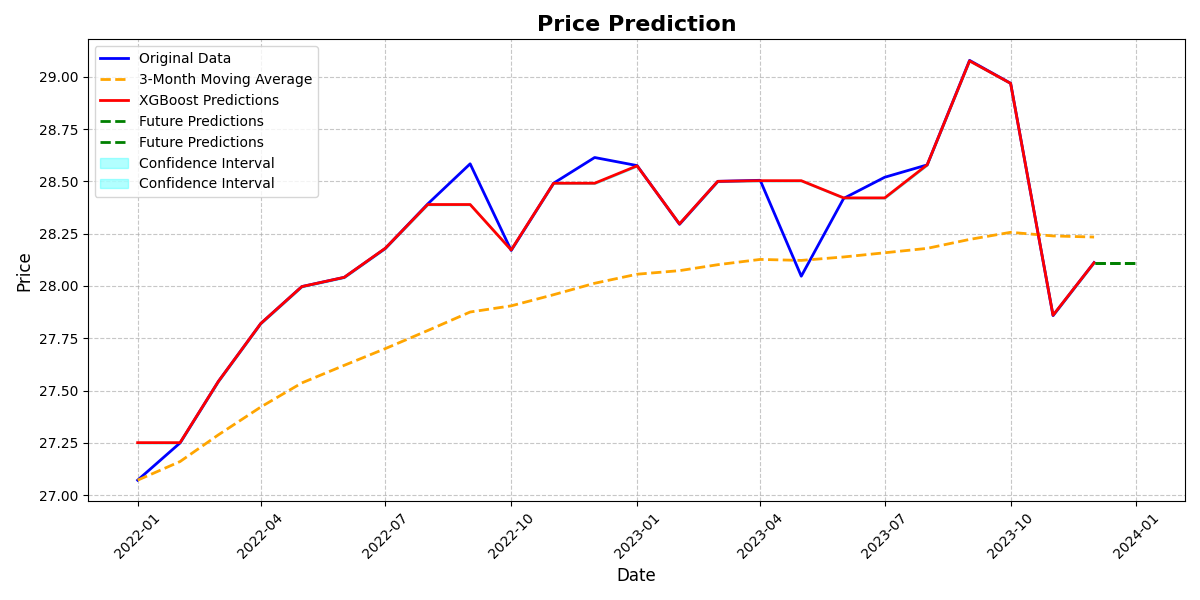 Price Prediction
Original Data
3-Month Moving Average
XGBoost Predictions
Future Predictions
Future Predictions
Confidence Interval
Confidence Interval
Price
29.00
28.75
28.50
28.25
28.00
27.75
27.50
27.25
27.00
2022-01
2022-04
2022-07
2022-10
2023-01
2023-04
2023-07
2023-10
2024-01
Date